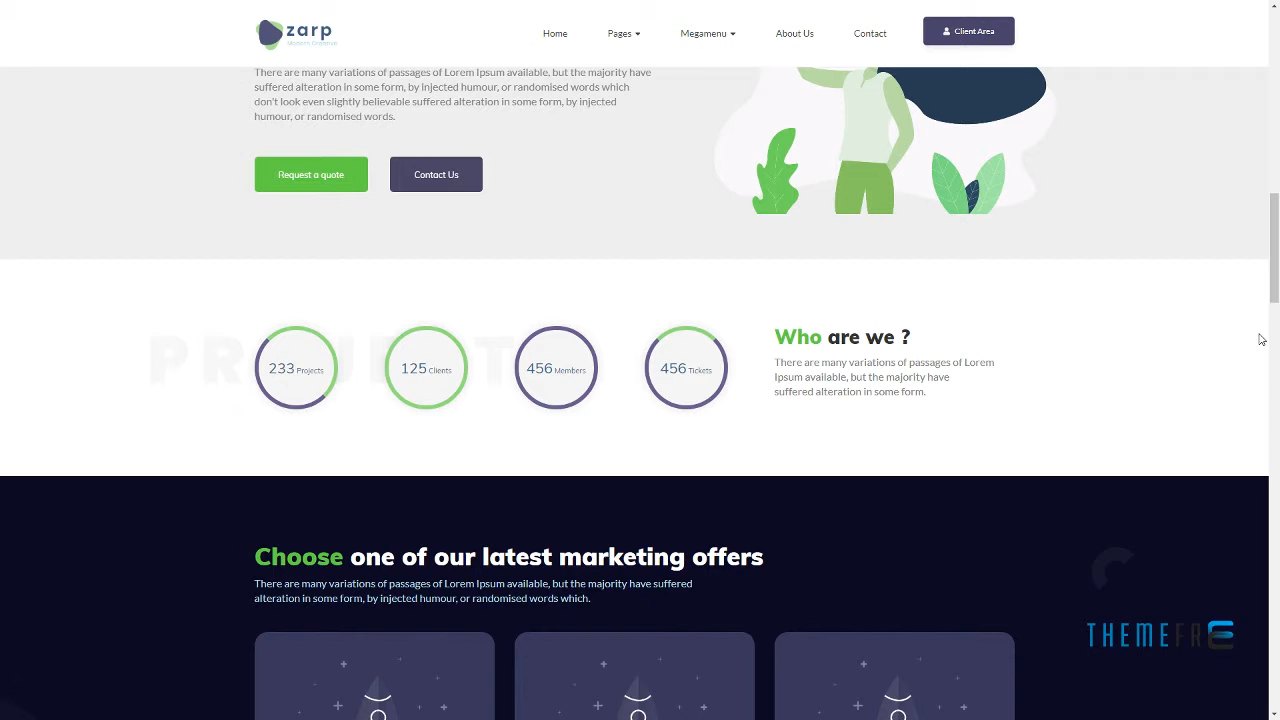 zarp
Modern Creative
Home
Pages
Megamenu
About Us
Contact
Client Area
There are many variations of passages of Lorem Ipsum available, but the majority have
suffered alteration in some form, by injected humour, or randomised words which
don't look even slightly believable suffered alteration in some form, by injected
humour, or randomised words.
Request a quote
Contact Us
233 Projects
125 Clients
456 Members
456 Tickets
Who are we ?
There are many variations of passages of Lorem
Ipsum available, but the majority have
suffered alteration in some form.
Choose one of our latest marketing offers
There are many variations of passages of Lorem Ipsum available, but the majority have suffered
alteration in some form, by injected humour, or randomised words which.
THEMEFRE